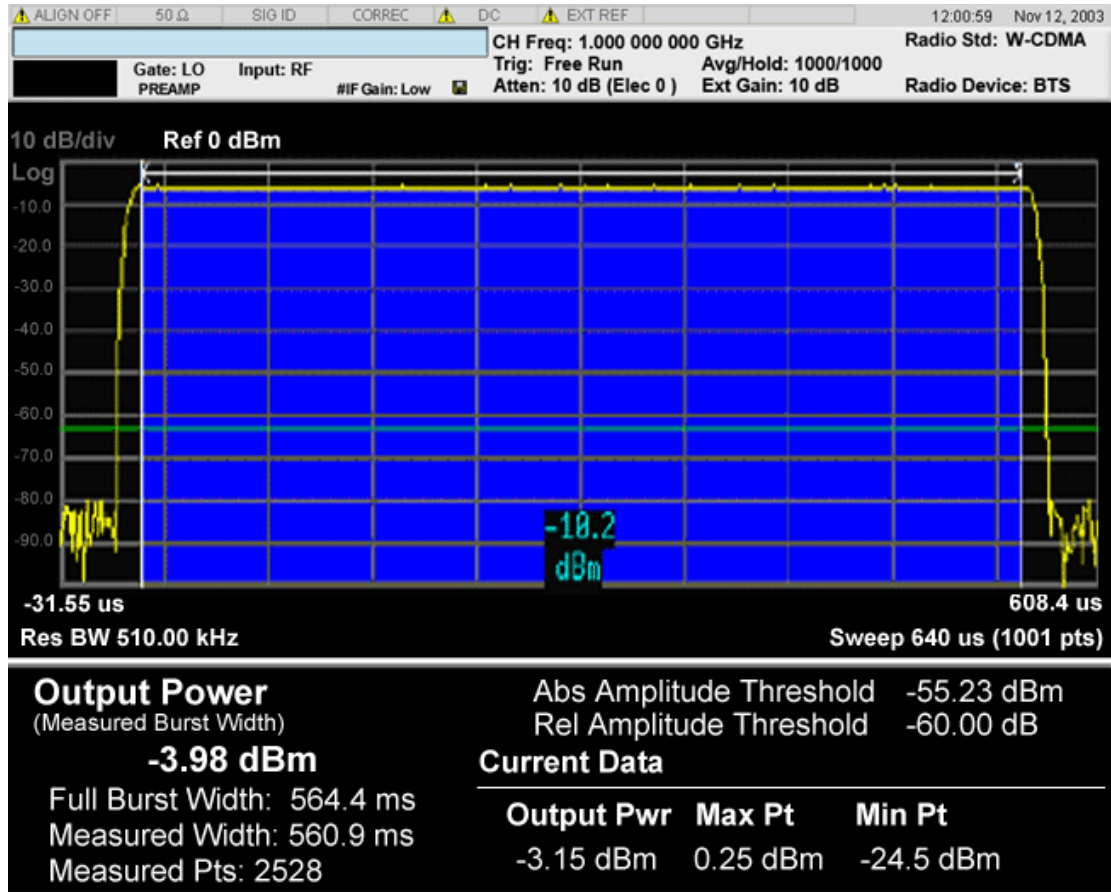 ALIGN OFF 50 Ω SIG ID CORREC DC EXT REF 12:00:59 Nov 12, 2003
CH Freq: 1.000 000 000 GHz Radio Std: W-CDMA
Gate: LO Input: RF Trig: Free Run Avg/Hold: 1000/1000
PREAMP #IF Gain: Low Atten: 10 dB (Elec 0 ) Ext Gain: 10 dB Radio Device: BTS
10 dB/div Ref 0 dBm
Log
-10.0
-20.0
-30.0
-40.0
-50.0
-60.0
-70.0
-80.0
-90.0
-10.2
dBm
-31.55 us 608.4 us
Res BW 510.00 kHz Sweep 640 us (1001 pts)
Output Power Abs Amplitude Threshold -55.23 dBm
(Measured Burst Width) Rel Amplitude Threshold -60.00 dB
-3.98 dBm Current Data
Full Burst Width: 564.4 ms
Output Pwr Max Pt Min Pt
Measured Width: 560.9 ms
-3.15 dBm 0.25 dBm -24.5 dBm
Measured Pts: 2528